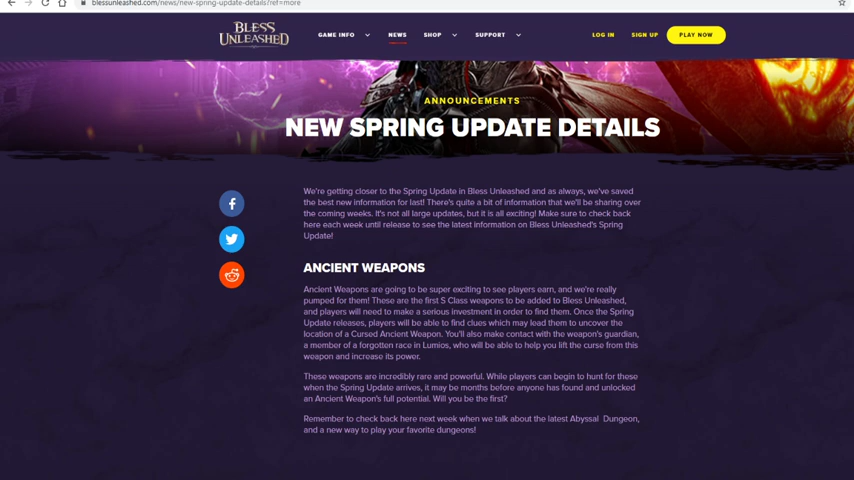 blessunleashed.com/news/new-spring-update-details?ref=more
BLESS
UNLEASHED
GAME INFO NEWS SHOP SUPPORT LOG IN SIGN UP PLAY NOW
ANNOUNCEMENTS
NEW SPRING UPDATE DETAILS
We're getting closer to the Spring Update in Bless Unleashed and as always, we've saved
the best new information for last! There's quite a bit of information that we'll be sharing over
the coming weeks. It's not all large updates, but it is all exciting! Make sure to check back
here each week until release to see the latest information on Bless Unleashed's Spring
Update!
ANCIENT WEAPONS
Ancient Weapons are going to be super exciting to see players earn, and we're really
pumped for them! These are the first S Class weapons to be added to Bless Unleashed,
and players will need to make a serious investment in order to find them. Once the Spring
Update releases, players will be able to find clues which may lead them to uncover the
location of a Cursed Ancient Weapon. You'll also make contact with the weapon's guardian,
a member of a forgotten race in Lumios, who will be able to help you lift the curse from this
weapon and increase its power.
These weapons are incredibly rare and powerful. While players can begin to hunt for these
when the Spring Update arrives, it may be months before anyone has found and unlocked
an Ancient Weapon's full potential. Will you be the first?
Remember to check back here next week when we talk about the latest Abyssal Dungeon,
and a new way to play your favorite dungeons!